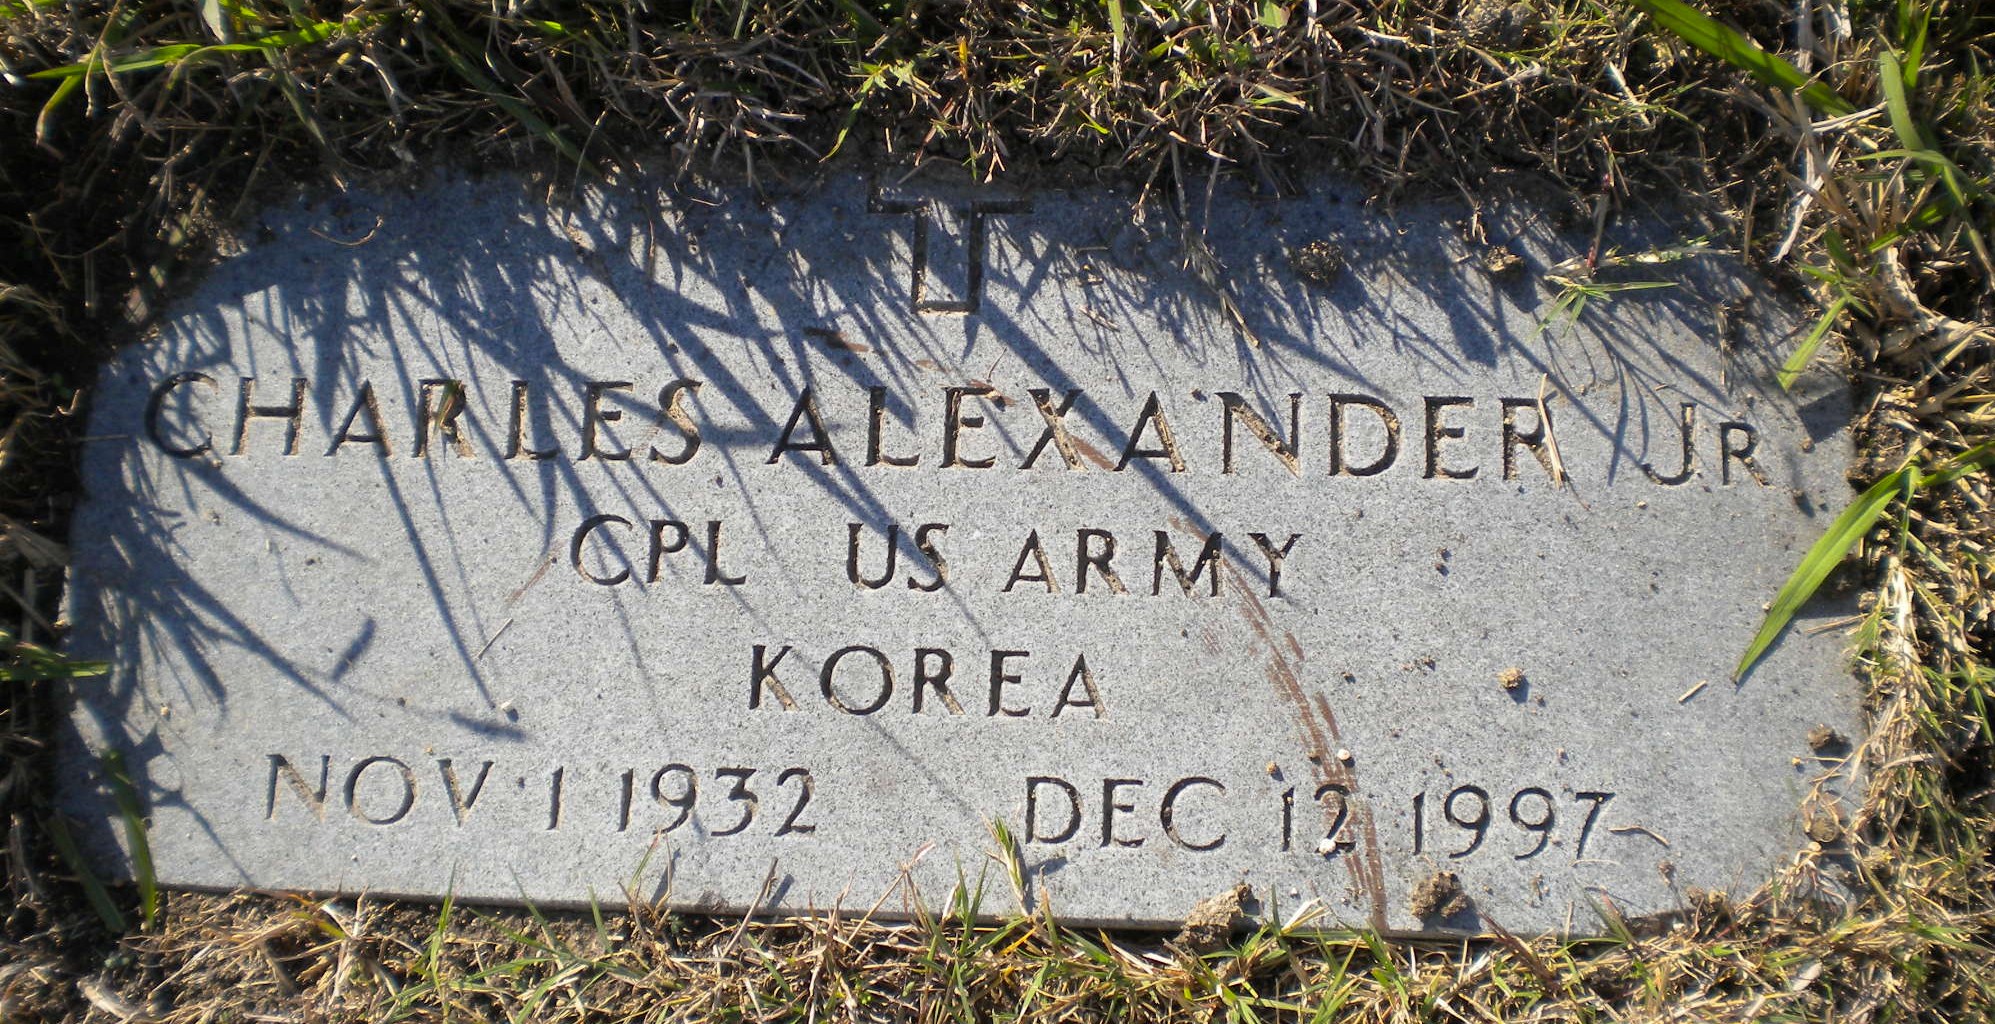 CHARLES ALEXANDER JR
CPL US ARMY
KOREA
NOV 1 1932 DEC 12 1997